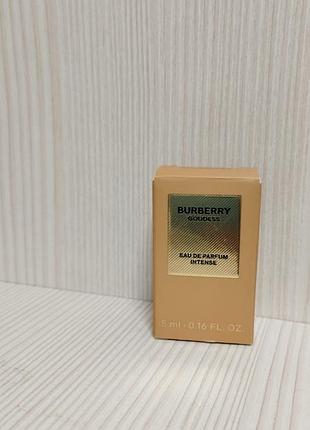 BURBERRY
GODDESS
EAU DE PARFUM
INTENSE
5 ml - 0.16 FL. OZ